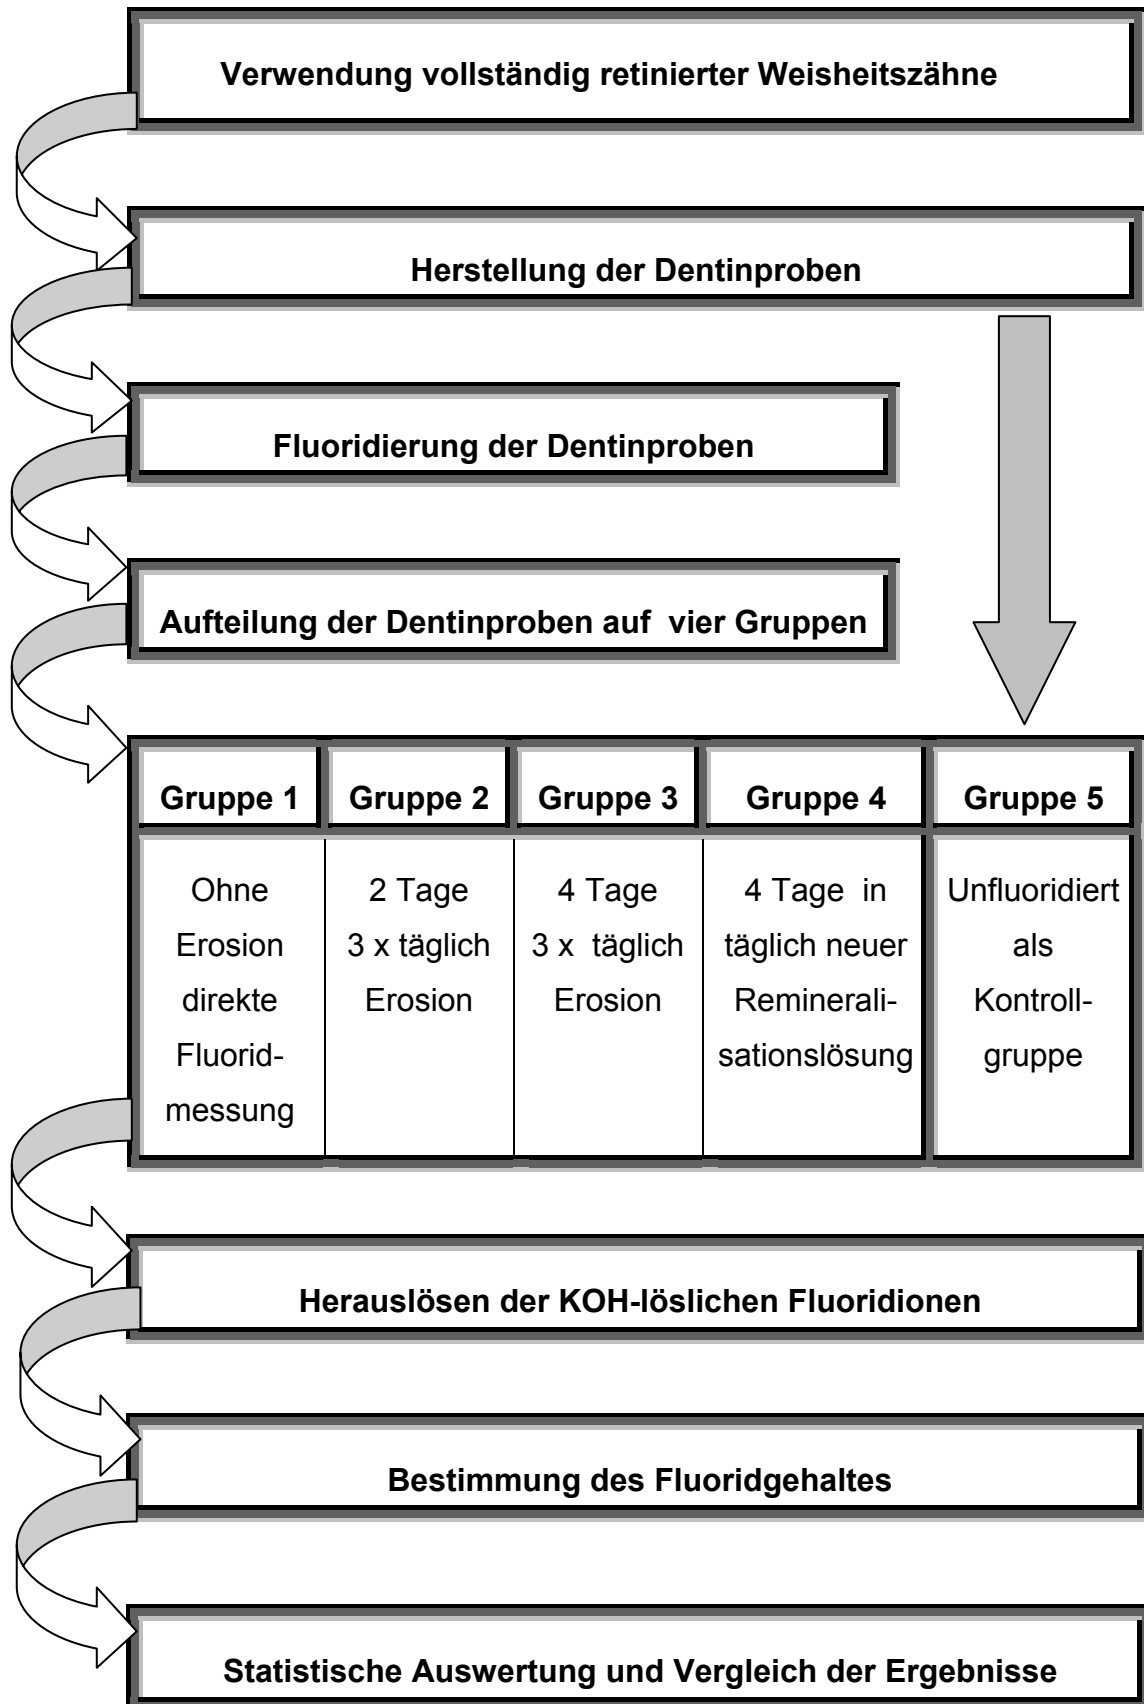 Verwendung vollständig retinierter Weisheitszähne
Herstellung der Dentinproben
Fluoridierung der Dentinproben
Aufteilung der Dentinproben auf vier Gruppen
Gruppe 1
Gruppe 2
Gruppe 3
Gruppe 4
Gruppe 5
Ohne
Erosion
direkte
Fluorid-
messung
2 Tage
3 x täglich
Erosion
4 Tage
3 x täglich
Erosion
4 Tage in
täglich neuer
Reminerali-
sationslösung
Unfluoridiert
als
Kontroll-
gruppe
Herauslösen der KOH-löslichen Fluoridionen
Bestimmung des Fluoridgehaltes
Statistische Auswertung und Vergleich der Ergebnisse